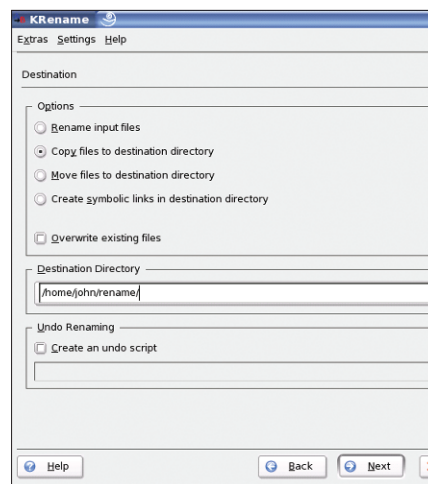 KRename
Extras Settings Help
Destination
Options
Rename input files
Copy files to destination directory
Move files to destination directory
Create symbolic links in destination directory
Overwrite existing files
Destination Directory
/home/john/rename/
Undo Renaming
Create an undo script
Help Back Next